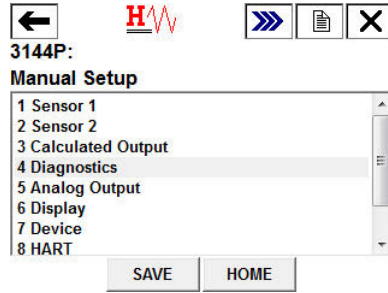 H
3144P:
Manual Setup
1 Sensor 1
2 Sensor 2
3 Calculated Output
4 Diagnostics
5 Analog Output
6 Display
7 Device
8 HART
SAVE HOME